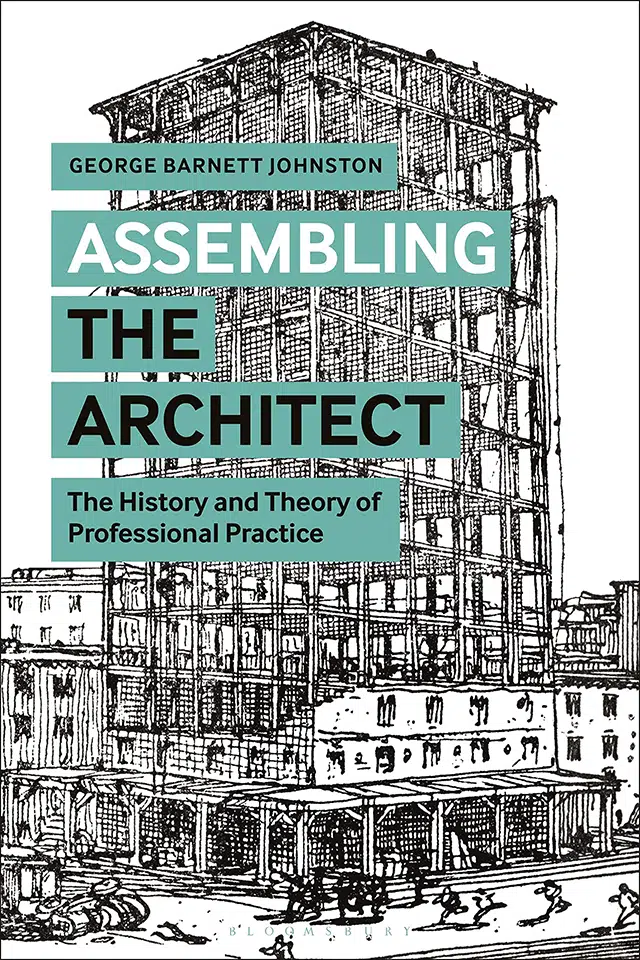 GEORGE BARNETT JOHNSTON
ASSEMBLING
THE
ARCHITECT
The History and Theory of
Professional Practice
BLOOMSBURY